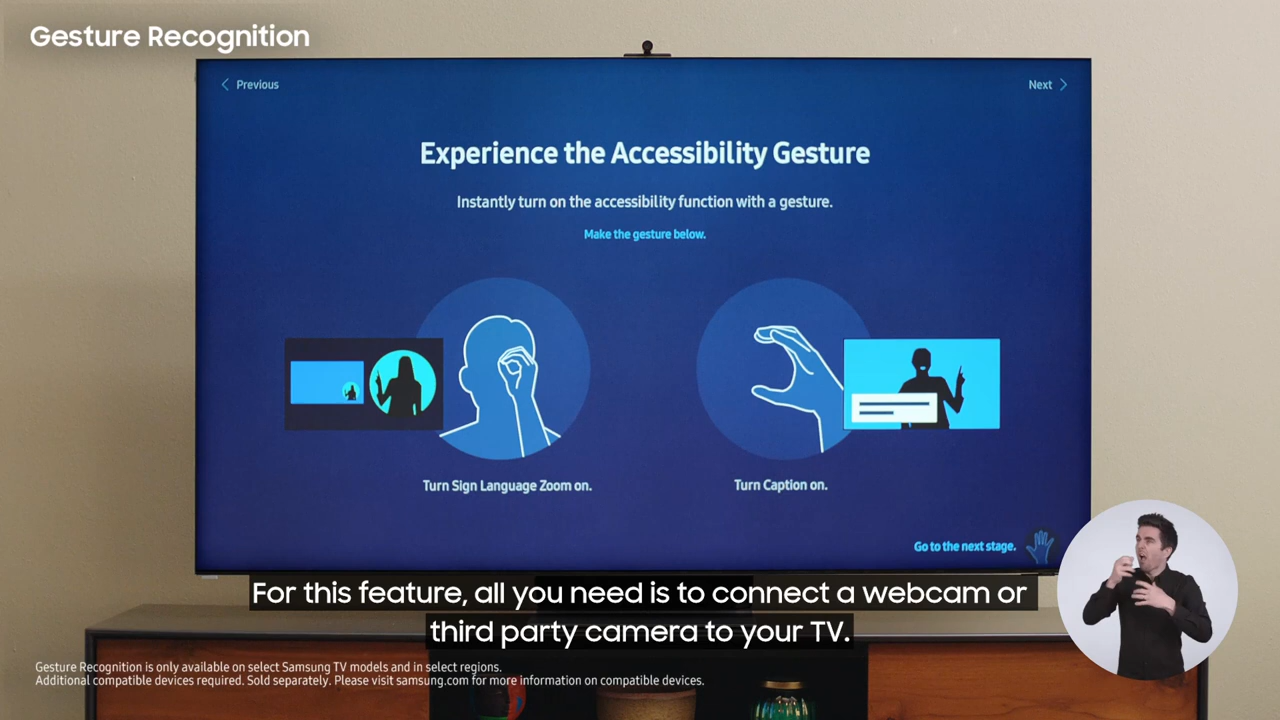 Gesture Recognition
Previous
Next
Experience the Accessibility Gesture
Instantly turn on the accessibility function with a gesture.
Make the gesture below.
Turn Sign Language Zoom on.
Turn Caption on.
Go to the next stage.
For this feature, all you need is to connect a webcam or
third party camera to your TV.
Gesture Recognition is only available on select Samsung TV models and in select regions.
Additional compatible devices required. Sold separately. Please visit samsung.com for more information on compatible devices.